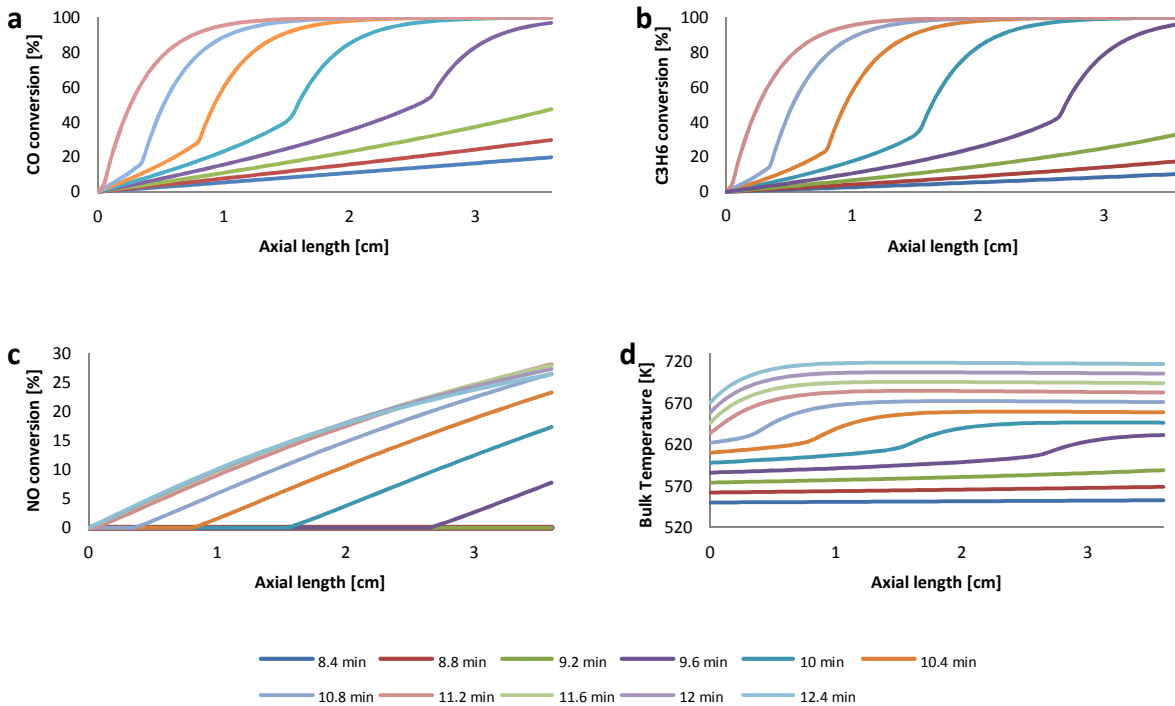 a
CO conversion [%]
100
80
60
40
20
0
0 1 2 3
Axial length [cm]
b
C3H6 conversion [%]
100
80
60
40
20
0
0 1 2 3
Axial length [cm]
c
NO conversion [%]
30
25
20
15
10
5
0
0 1 2 3
Axial length [cm]
d
Bulk Temperature [K]
720
670
620
570
520
0 1 2 3
Axial length [cm]
8.4 min 8.8 min 9.2 min 9.6 min 10 min 10.4 min
10.8 min 11.2 min 11.6 min 12 min 12.4 min